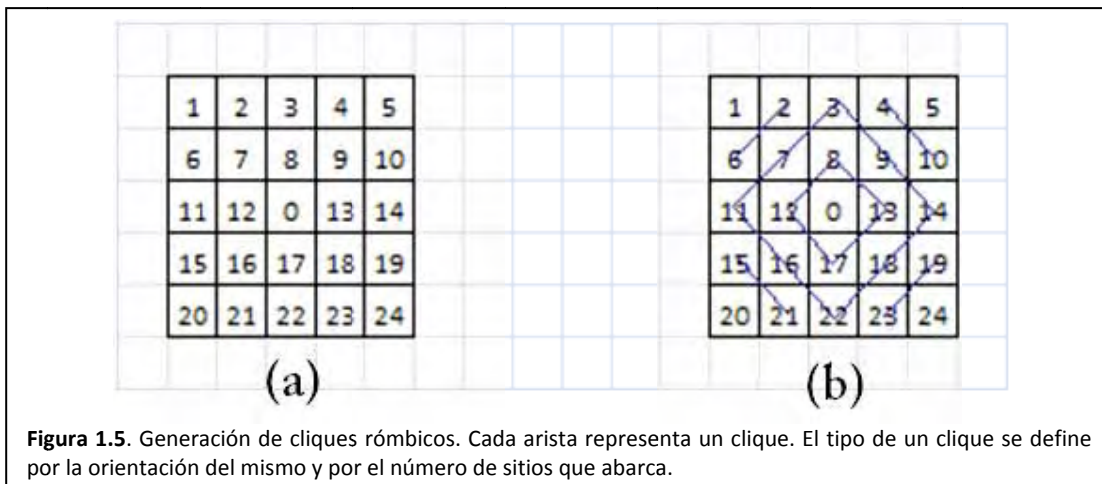 1 2 3 4 5 1 2 3 4 5
6 7 8 9 10 6 7 8 9 10
11 12 0 13 14 11 12 0 13 14
15 16 17 18 19 15 16 17 18 19
20 21 22 23 24 20 21 22 23 24
(a) (b)
Figura 1.5. Generación de cliques rómbicos. Cada arista representa un clique. El tipo de un clique se define
por la orientación del mismo y por el número de sitios que abarca.